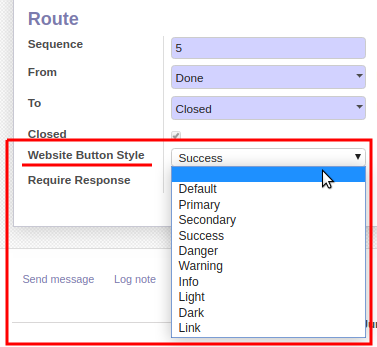 Route
Sequence 5
From Done
To Closed
Closed
Website Button Style Success
Require Response
Default
Primary
Secondary
Success
Danger
Warning
Info
Light
Dark
Link
Send message Log note